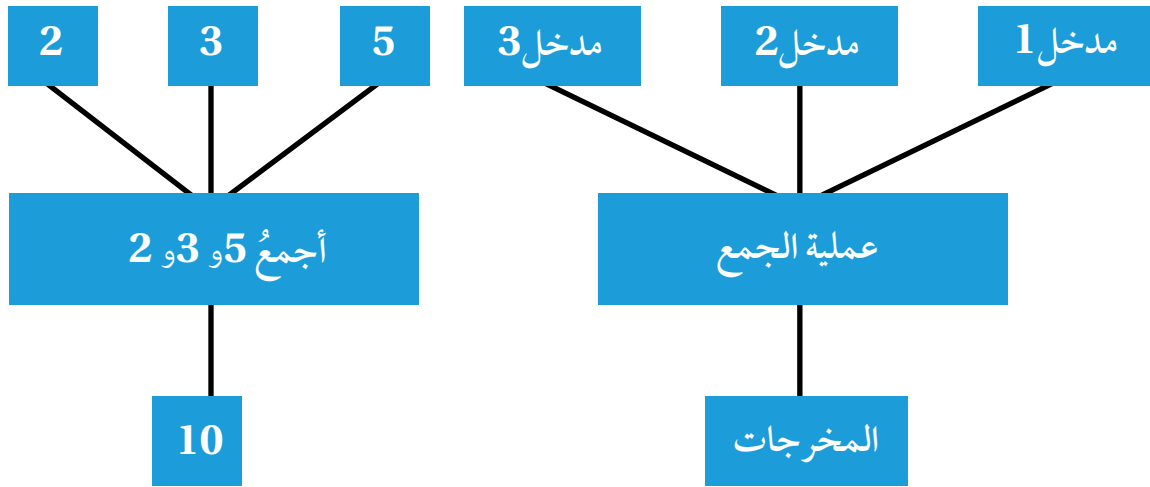 مدخل1
مدخل2
مدخل3
عملية الجمع
المخرجات
5
3
2
أجمعُ 5و 3و 2
10